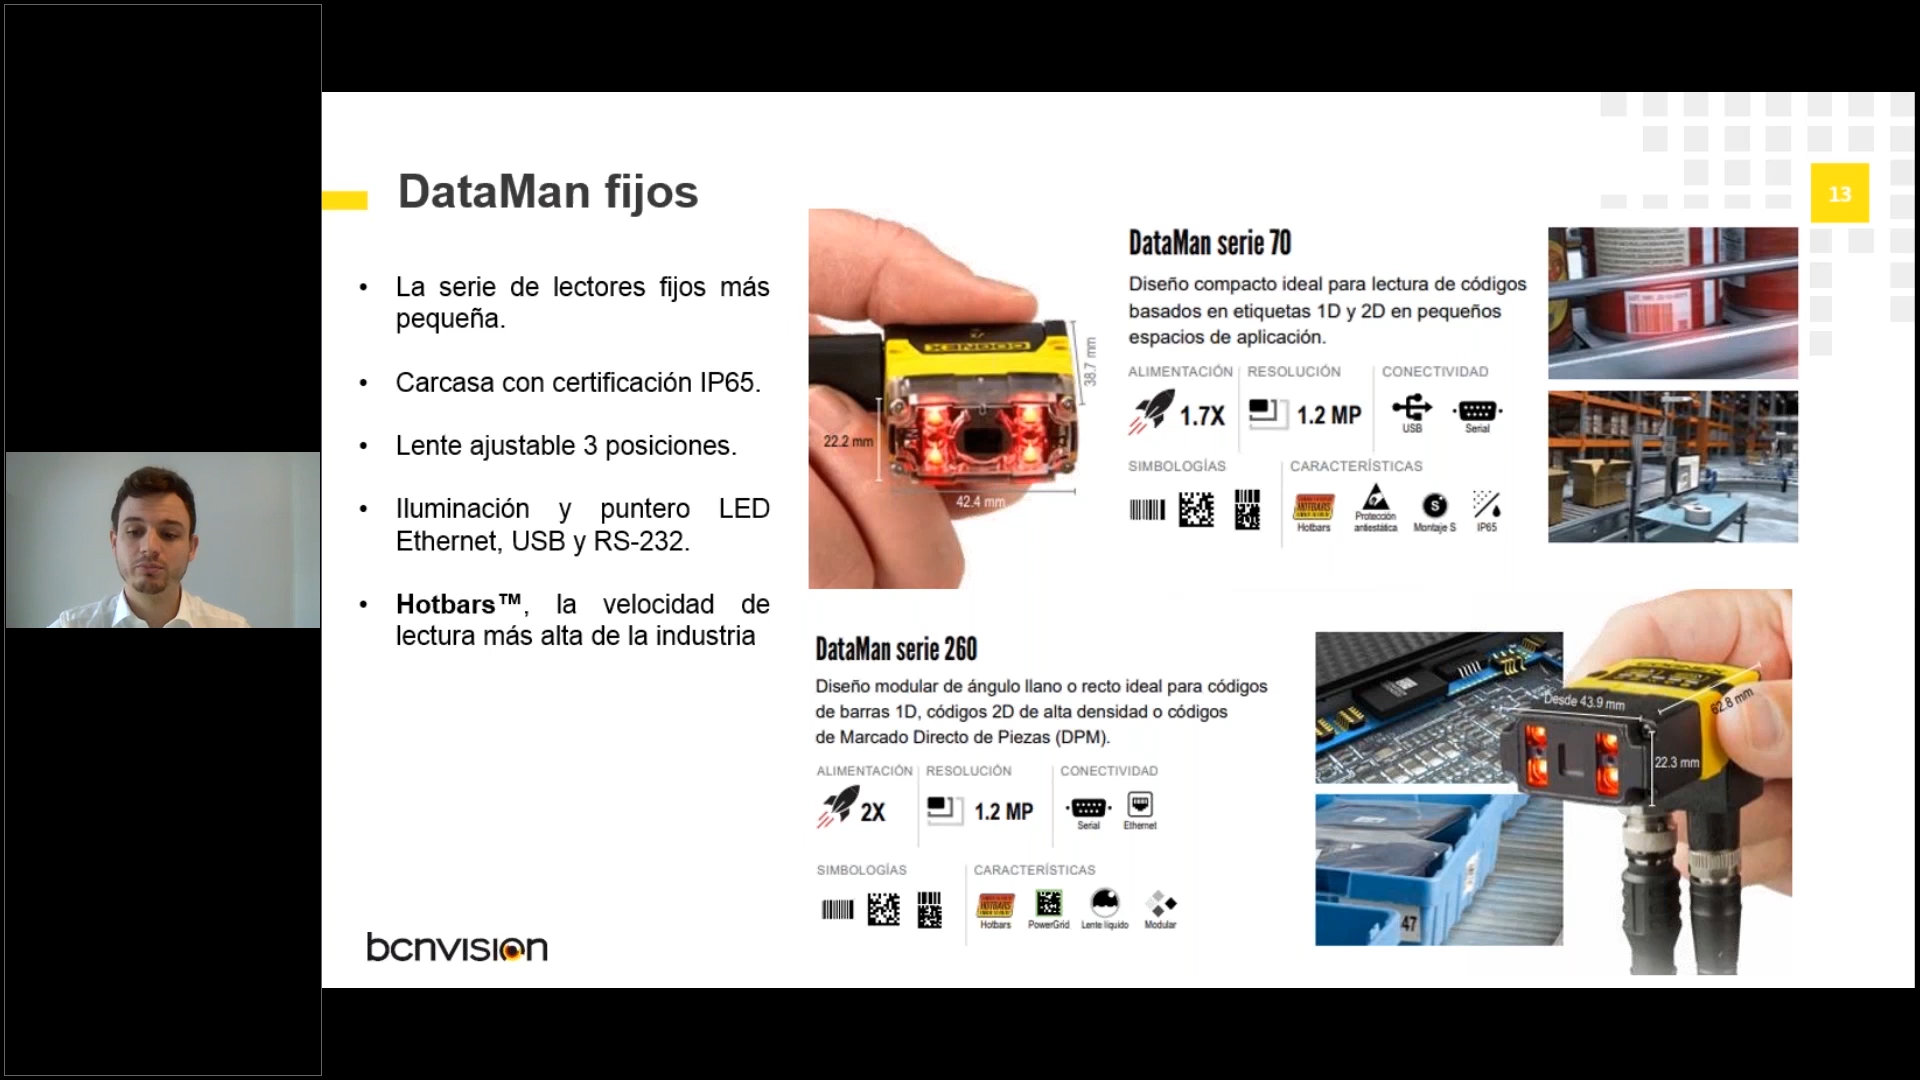 DataMan fijos
13
• La serie de lectores fijos más
pequeña.
• Carcasa con certificación IP65.
• Lente ajustable 3 posiciones.
• Iluminación y puntero LED
Ethernet, USB y RS-232.
• Hotbars™, la velocidad de
lectura más alta de la industria
COGNEX
38.7 mm
22.2 mm
42.4 mm
DataMan serie 70
Diseño compacto ideal para lectura de códigos
basados en etiquetas 1D y 2D en pequeños
espacios de aplicación.
ALIMENTACIÓN RESOLUCIÓN CONECTIVIDAD
1.7X 1.2 MP
USB Serial
SIMBOLOGÍAS CARACTERÍSTICAS
HOTBARS
S
Hotbars Protección antiestática Montaje S IP65
DataMan serie 260
Diseño modular de ángulo llano o recto ideal para códigos
de barras 1D, códigos 2D de alta densidad o códigos
de Marcado Directo de Piezas (DPM).
ALIMENTACIÓN RESOLUCIÓN CONECTIVIDAD
2X 1.2 MP
Serial Ethernet
SIMBOLOGÍAS CARACTERÍSTICAS
HOTBARS
Hotbars PowerGrid Lente líquido Modular
Desde 43.9 mm
62.8 mm
22.3 mm
47
bcnvision